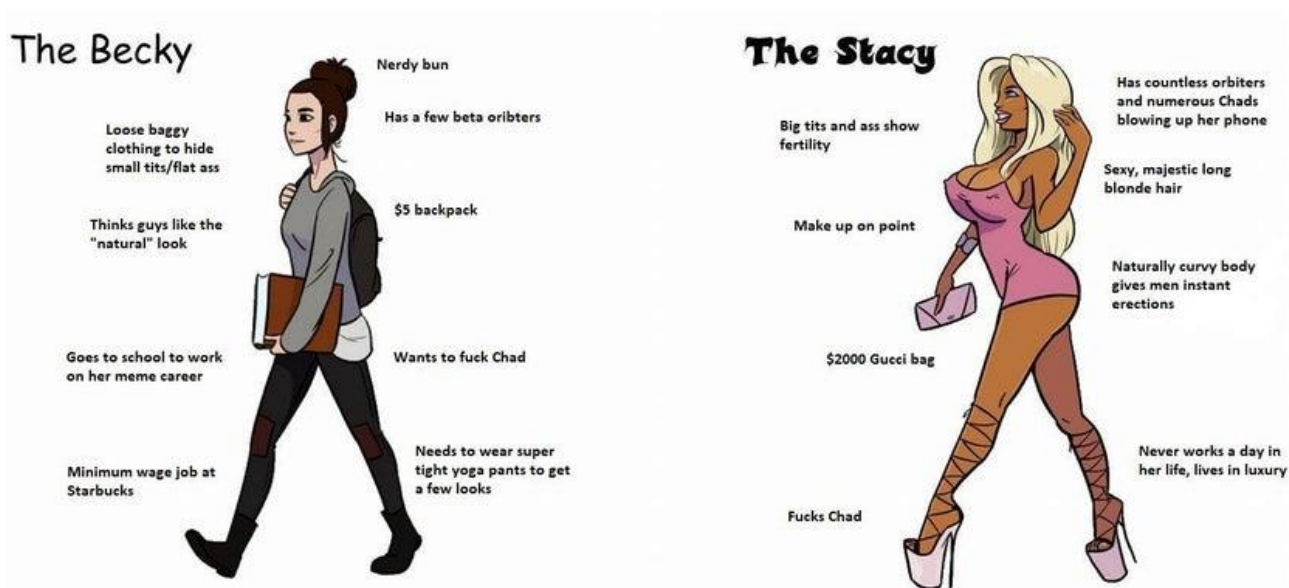 The Becky
Nerdy bun
Has a few beta oribters
Loose baggy
clothing to hide
small tits/flat ass
$5 backpack
Thinks guys like the
"natural" look
Goes to school to work
on her meme career
Wants to fuck Chad
Minimum wage job at
Starbucks
Needs to wear super
tight yoga pants to get
a few looks
The Stacy
Has countless orbiters
and numerous Chads
blowing up her phone
Big tits and ass show
fertility
Sexy, majestic long
blonde hair
Make up on point
Naturally curvy body
gives men instant
erections
$2000 Gucci bag
Never works a day in
her life, lives in luxury
Fucks Chad